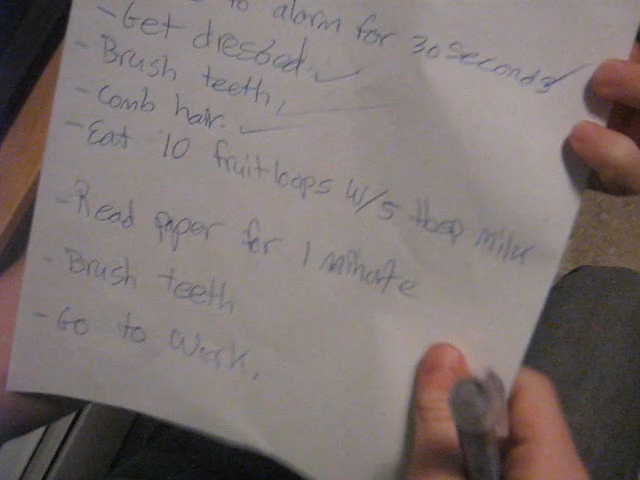 to alarm for 30 seconds
- Get dressed.
- Brush teeth,
- Comb hair.
- Eat 10 fruitloops w/5 tbsp milk
- Read paper for 1 minute
- Brush teeth
- Go to work.